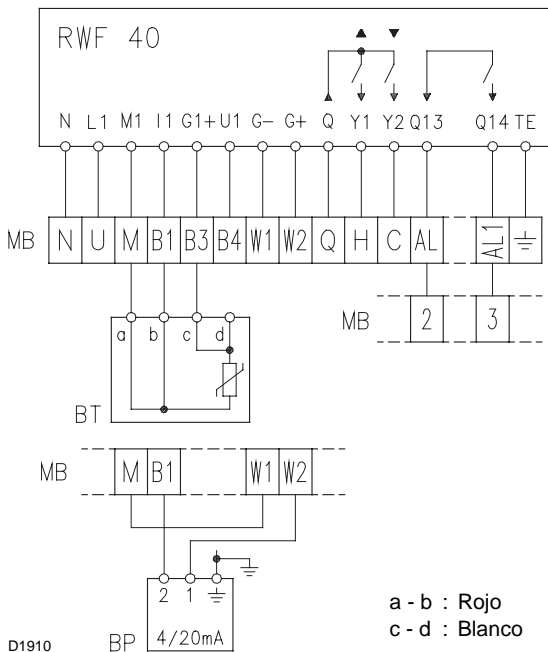 RWF 40
N L1 M1 I1 G1+ U1 G- G+ Q Y1 Y2 Q13 Q14 TE
MB N U M B1 B3 B4 W1 W2 Q H C AL AL1
MB 2 3
a b c d
BT
MB M B1 W1 W2
2 1
BP 4/20mA
a - b : Rojo
c - d : Blanco
D1910